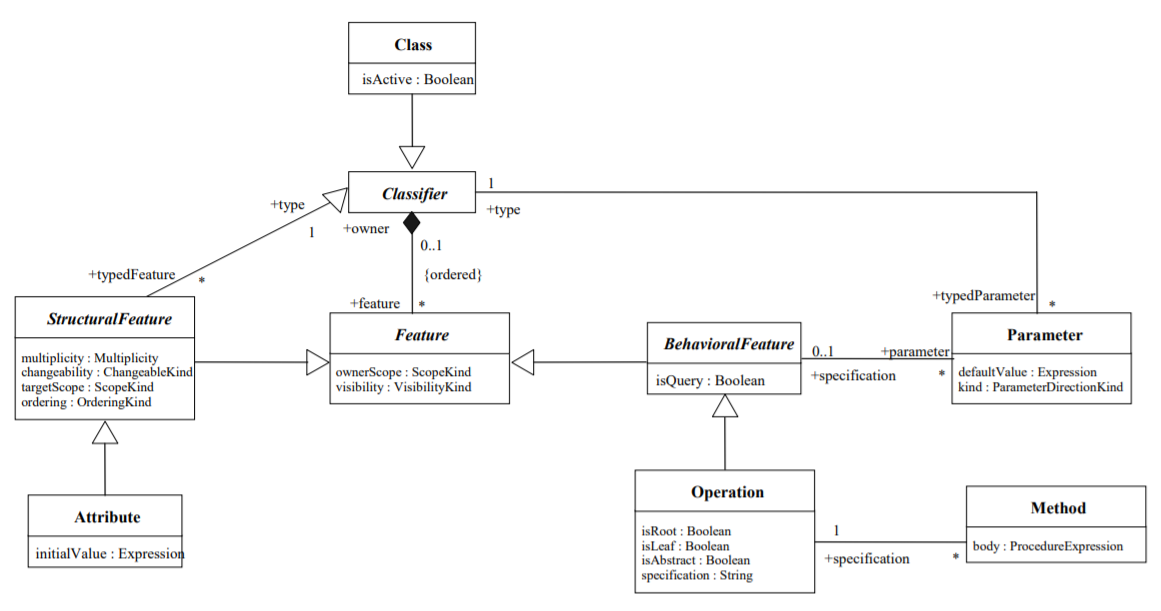 Class
isActive : Boolean
Classifier
1
+type
+type
1
+owner
0..1
{ordered}
+typedFeature
*
+feature
*
+typedParameter
*
StructuralFeature
multiplicity : Multiplicity
changeability : ChangeableKind
targetScope : ScopeKind
ordering : OrderingKind
Feature
ownerScope : ScopeKind
visibility : VisibilityKind
BehavioralFeature
isQuery : Boolean
0..1
+parameter
+specification
*
Parameter
defaultValue : Expression
kind : ParameterDirectionKind
Attribute
initialValue : Expression
Operation
isRoot : Boolean
isLeaf : Boolean
isAbstract : Boolean
specification : String
1
+specification
*
Method
body : ProcedureExpression